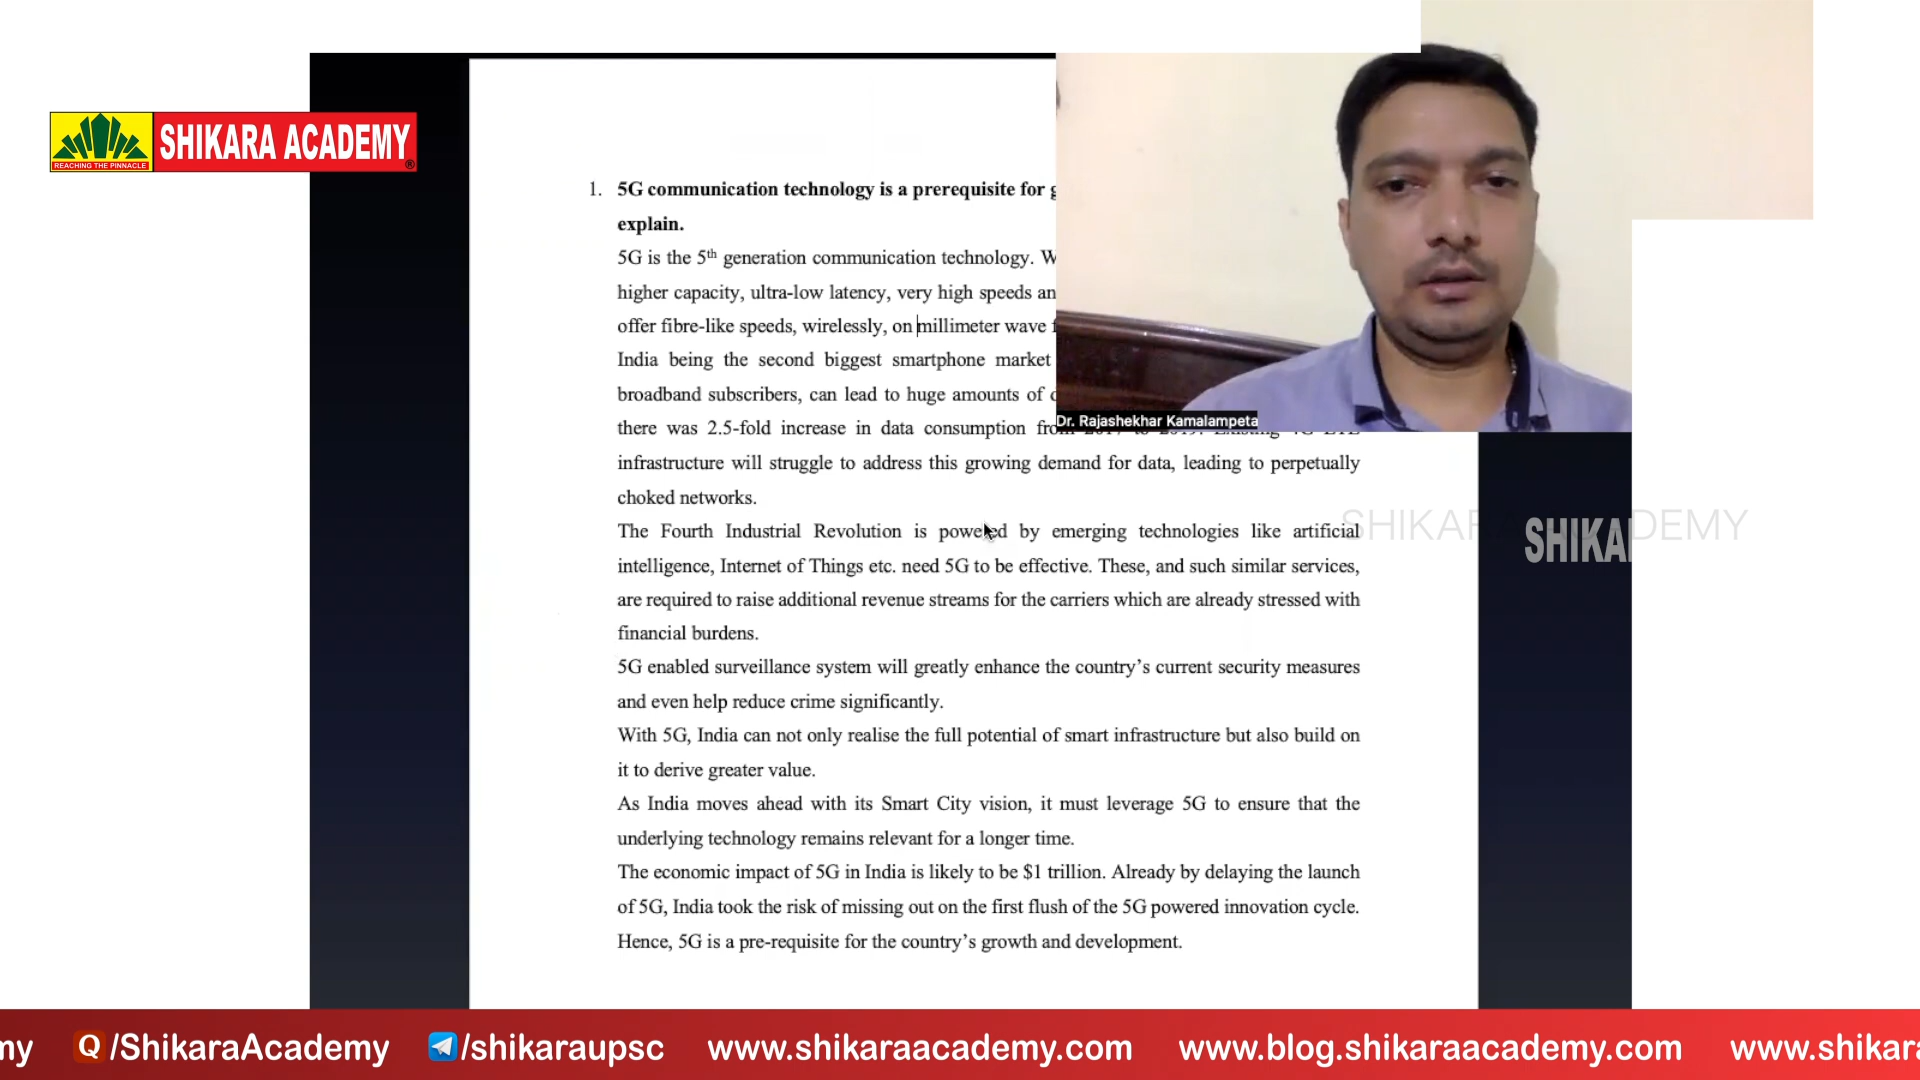 REACHING THE PINNACLE
SHIKARA ACADEMY
®
1. 5G communication technology is a prerequisite for
explain.
5G is the 5th generation communication technology.
higher capacity, ultra-low latency, very high speeds
offer fibre-like speeds, wirelessly, on millimeter wave
India being the second biggest smartphone market
broadband subscribers, can lead to huge amounts of
there was 2.5-fold increase in data consumption
infrastructure will struggle to address this growing demand for data, leading to perpetually
choked networks.
The Fourth Industrial Revolution is powered by emerging technologies like artificial
intelligence, Internet of Things etc. need 5G to be effective. These, and such similar services,
are required to raise additional revenue streams for the carriers which are already stressed with
financial burdens.
5G enabled surveillance system will greatly enhance the country's current security measures
and even help reduce crime significantly.
With 5G, India can not only realise the full potential of smart infrastructure but also build on
it to derive greater value.
As India moves ahead with its Smart City vision, it must leverage 5G to ensure that the
underlying technology remains relevant for a longer time.
The economic impact of 5G in India is likely to be $1 trillion. Already by delaying the launch
of 5G, India took the risk of missing out on the first flush of the 5G powered innovation cycle.
Hence, 5G is a pre-requisite for the country's growth and development.
Dr. Rajashekhar Kamalampeta
SHIKARA ACADEMY
SHIKA
my /ShikaraAcademy /shikaraupsc www.shikaraacademy.com www.blog.shikaraacademy.com www.shikar